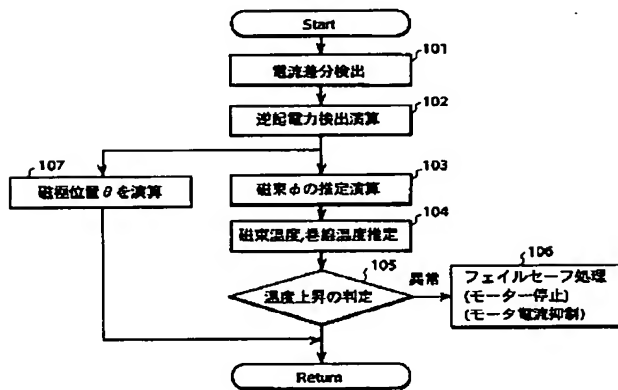 Start
101
電流差分検出
102
逆起電力検出演算
107
103
磁極位置θを演算
磁束φの推定演算
104
磁束温度,巻線温度推定
105
106
温度上昇の判定
異常
フェイルセーフ処理
(モーター停止)
(モータ電流抑制)
Return